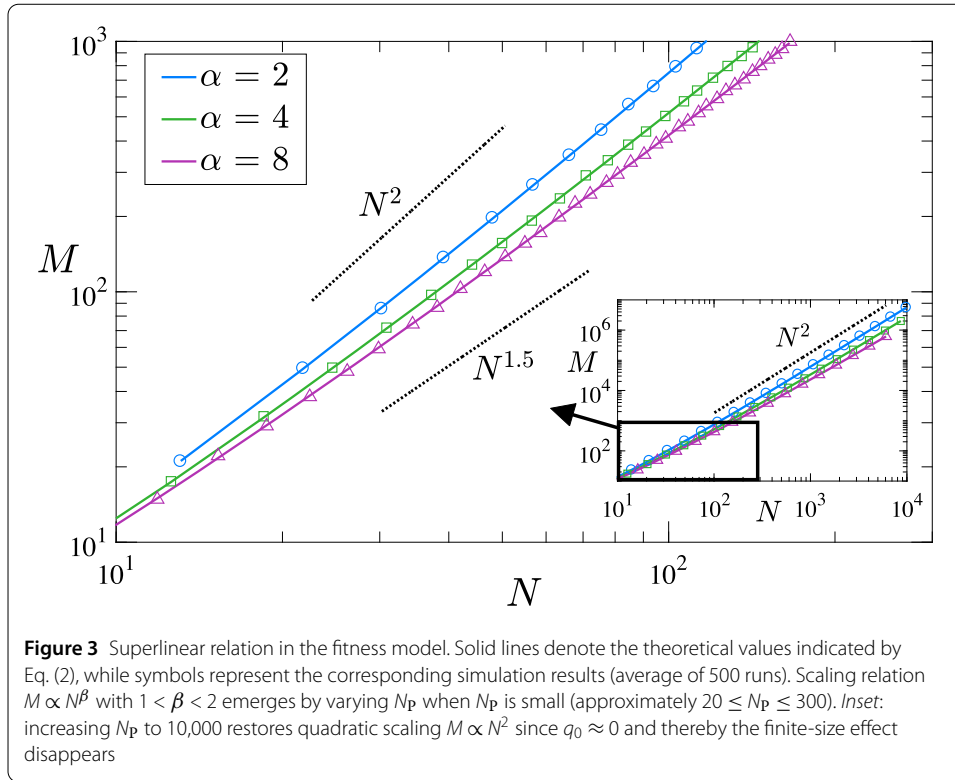 10³
α = 2
α = 4
α = 8
N²
M
10²
N^1.5
10¹
10¹
10²
N
M
10⁶
10⁴
10²
N²
10¹
10²
N
10³
10⁴
Figure 3 Superlinear relation in the fitness model. Solid lines denote the theoretical values indicated by
Eq. (2), while symbols represent the corresponding simulation results (average of 500 runs). Scaling relation
M ∝ N^β with 1 < β < 2 emerges by varying N_P when N_P is small (approximately 20 ≤ N_P ≤ 300). Inset:
increasing N_P to 10,000 restores quadratic scaling M ∝ N² since q₀ ≈ 0 and thereby the finite-size effect
disappears